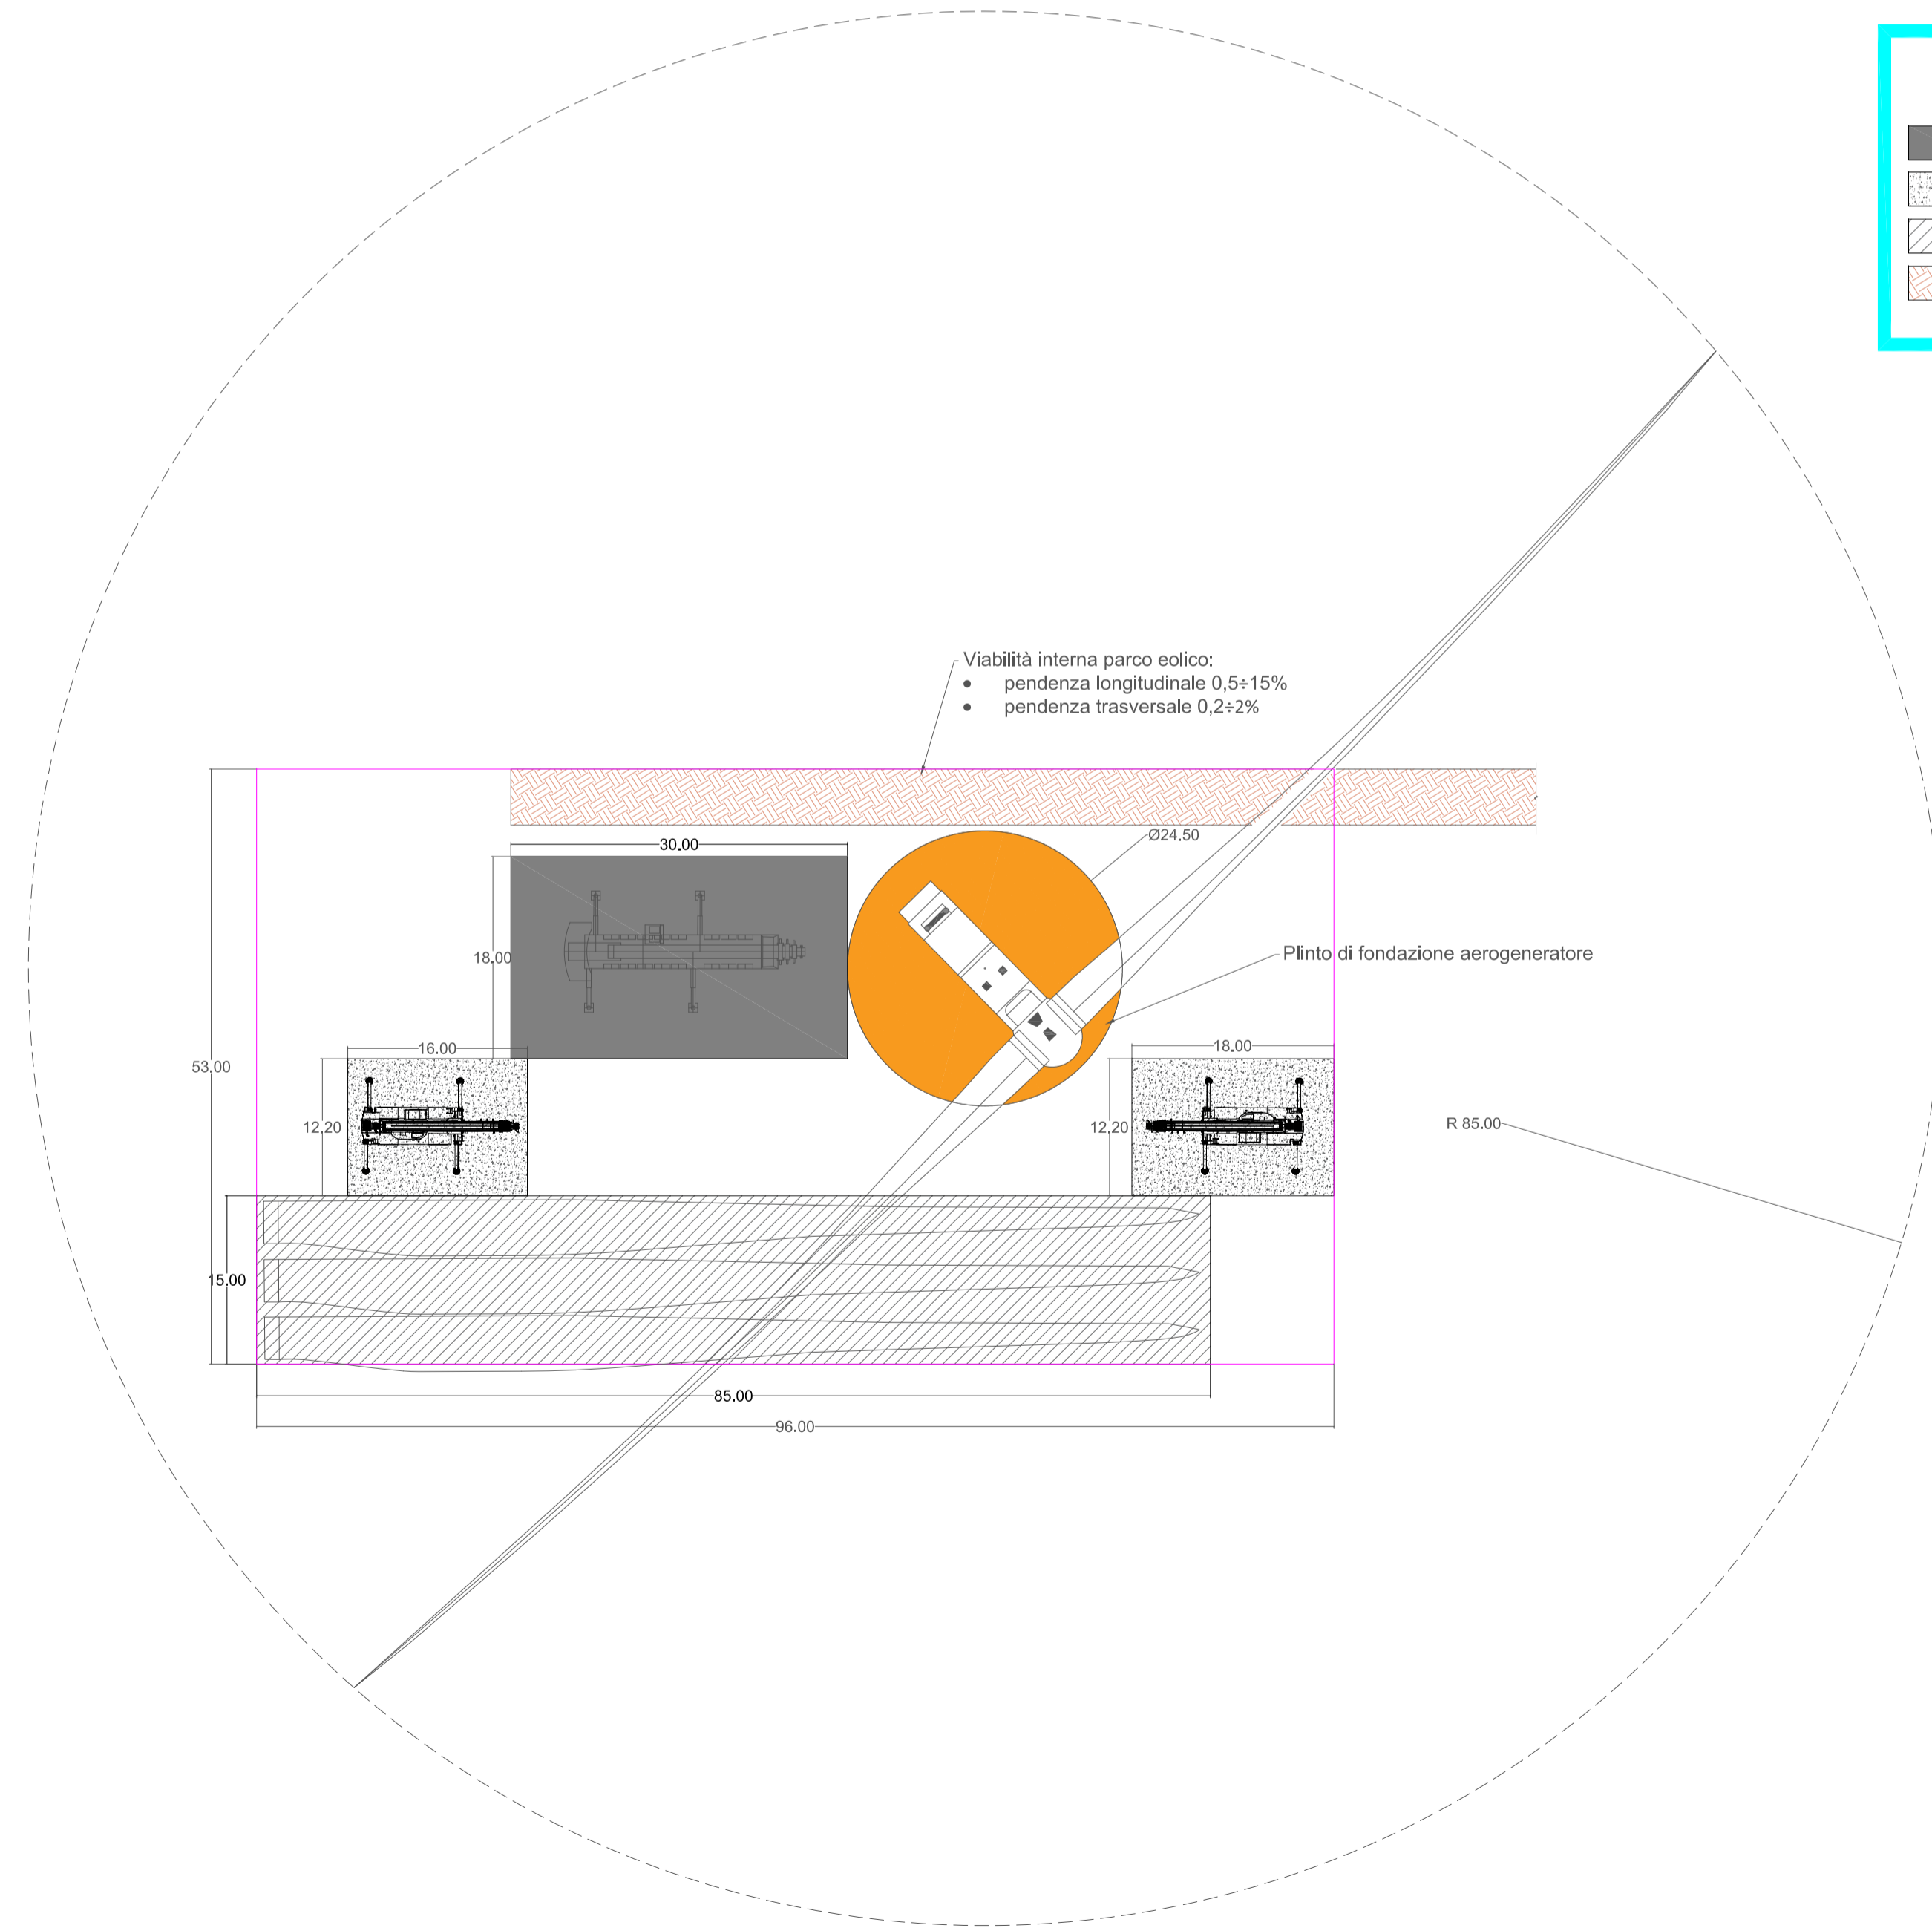 Viabilità interna parco eolico:
• pendenza longitudinale 0,5÷15%
• pendenza trasversale 0,2÷2%
Ø24.50
30.00
Plinto di fondazione aerogeneratore
18.00
16.00
18.00
53.00
12.20
12.20
R 85.00
15.00
85.00
96.00